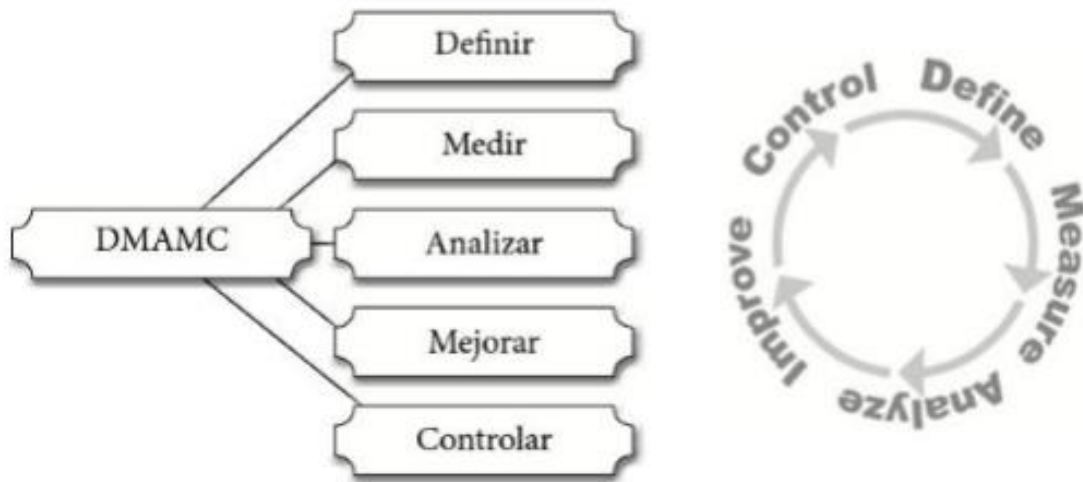 Definir
Medir
DMAMC
Analizar
Mejorar
Controlar
Define
Measure
Analyze
Improve
Control